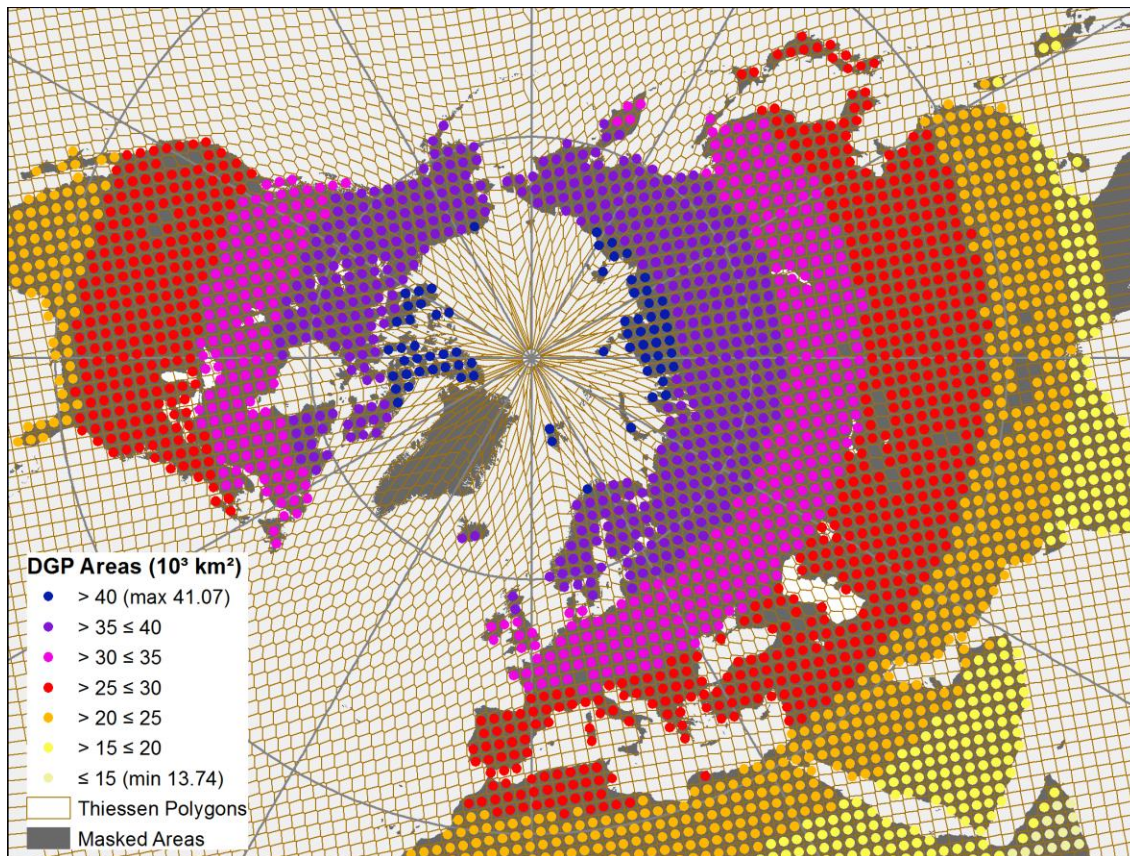 DGP Areas (10³ km²)
> 40 (max 41.07)
> 35 ≤ 40
> 30 ≤ 35
> 25 ≤ 30
> 20 ≤ 25
> 15 ≤ 20
≤ 15 (min 13.74)
Thiessen Polygons
Masked Areas